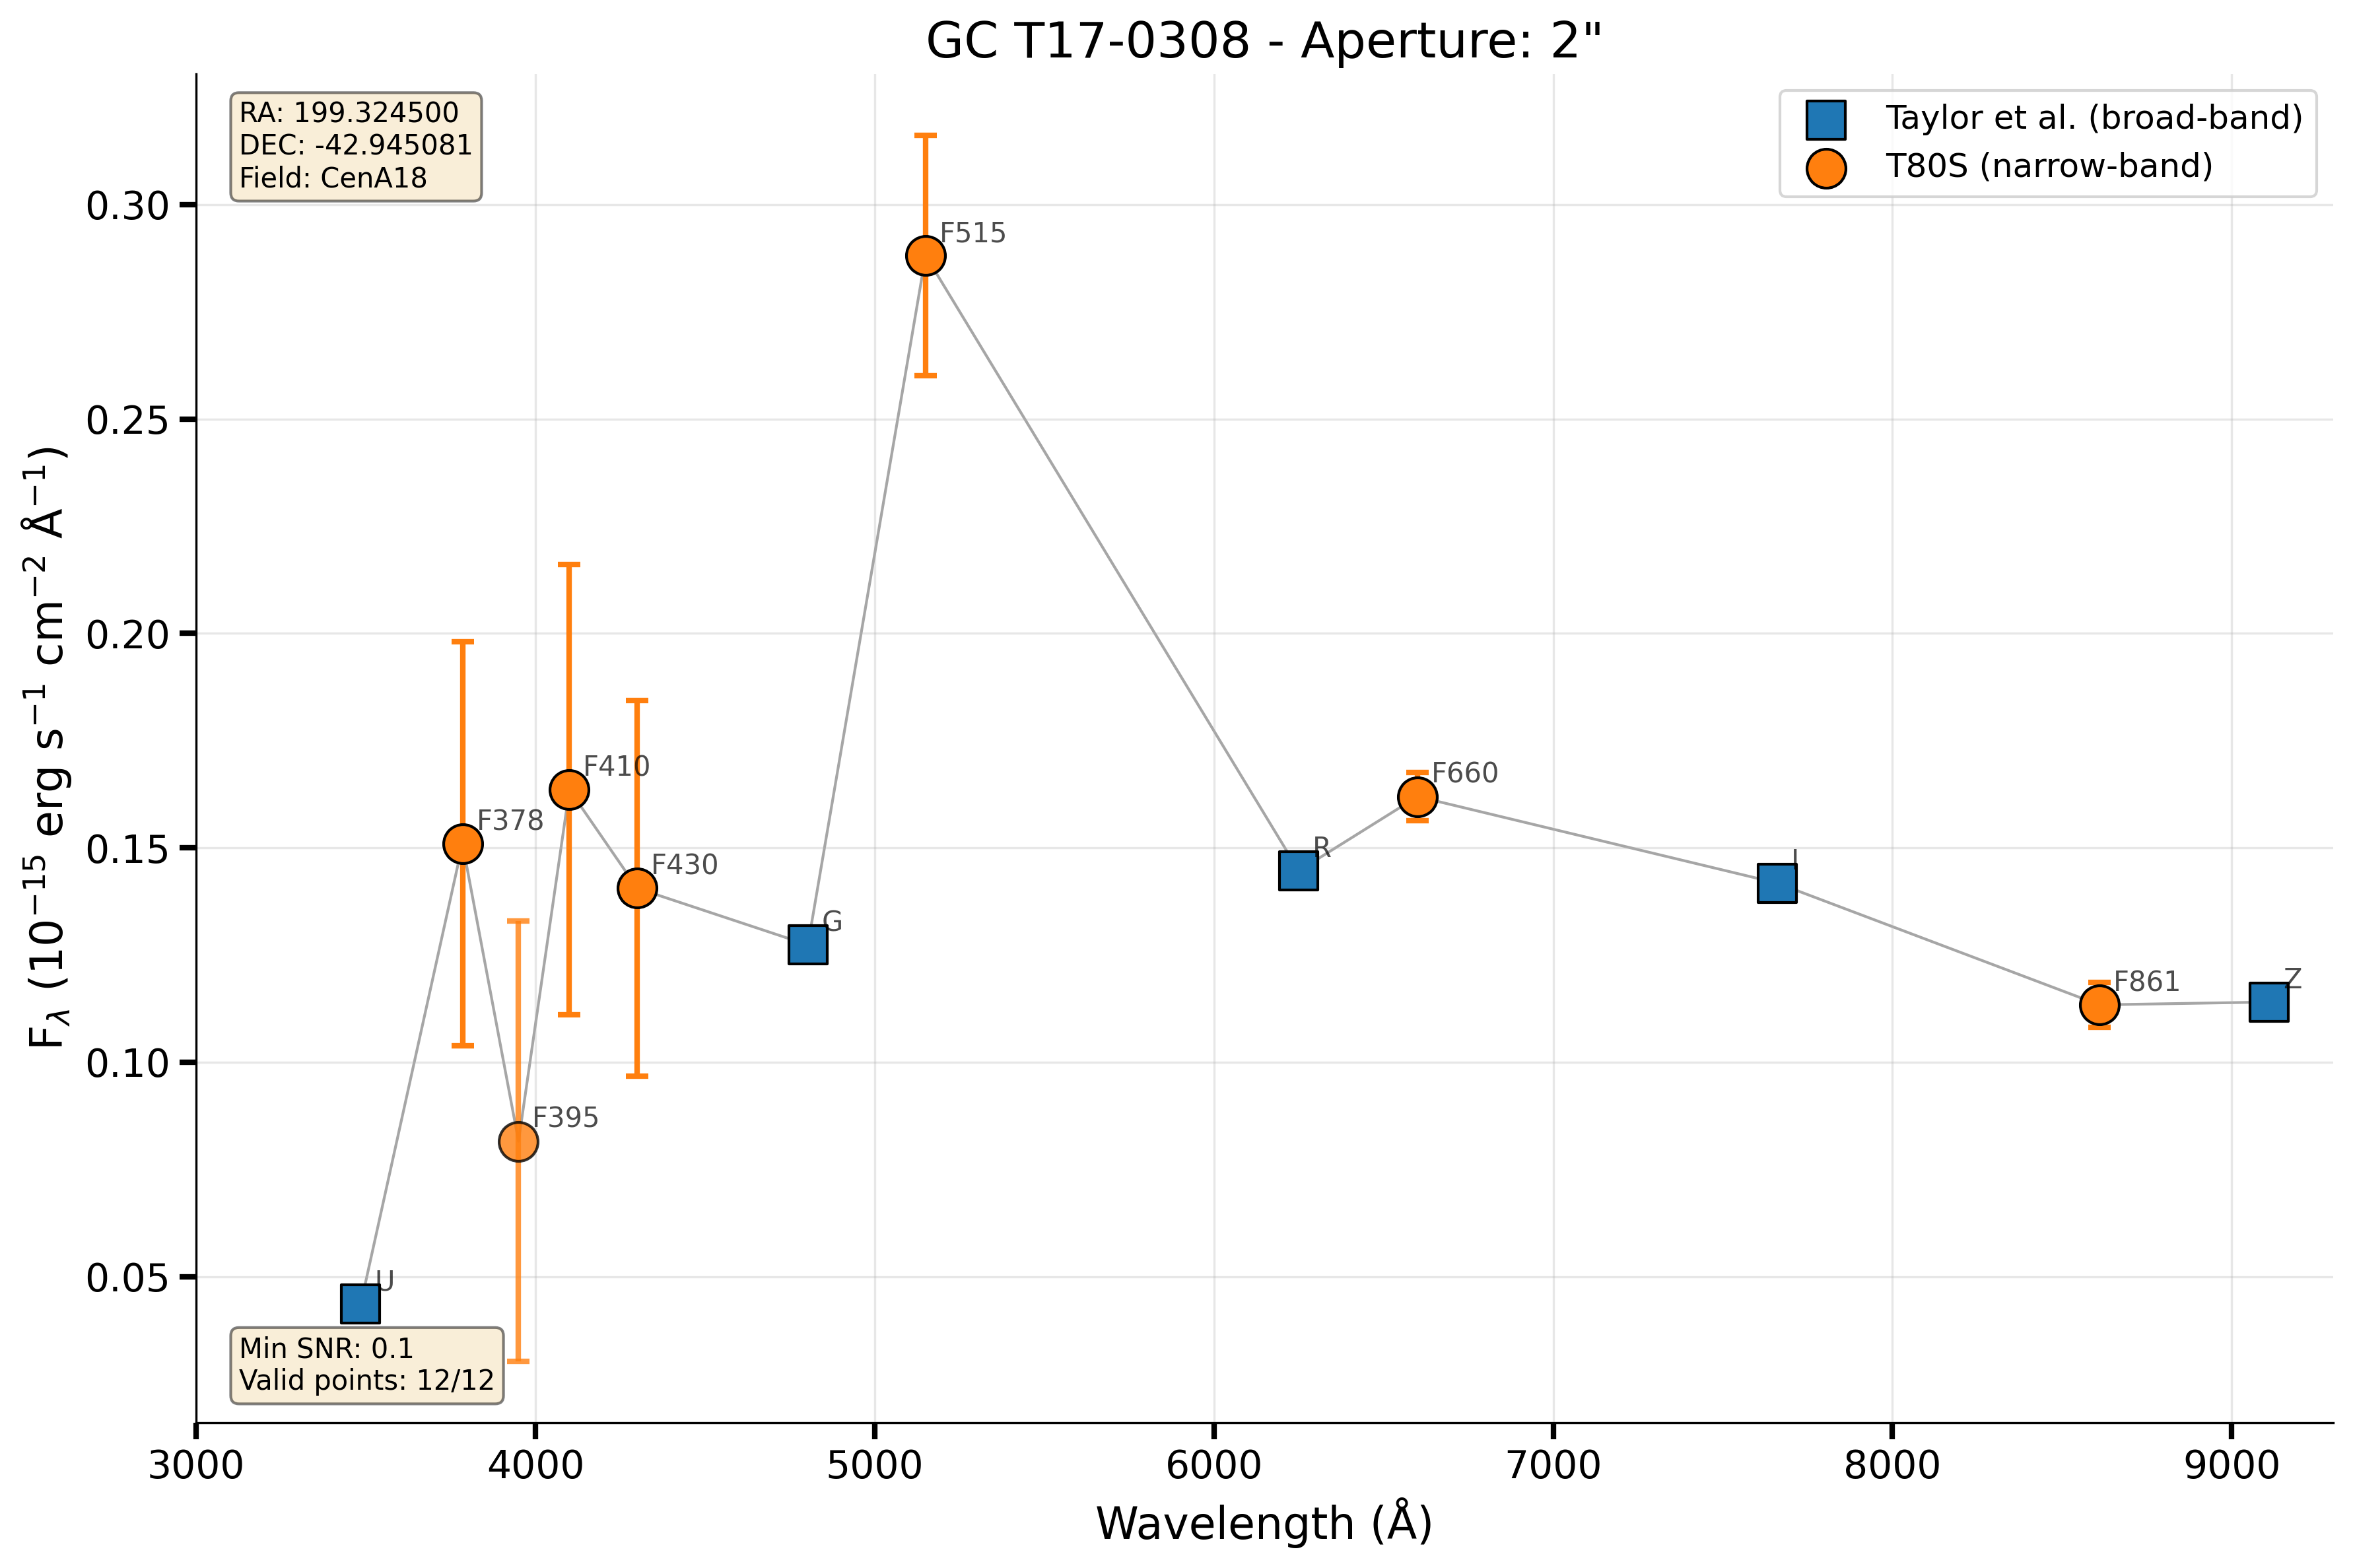 GC T17-0308 - Aperture: 2"
RA: 199.324500
DEC: -42.945081
Field: CenA18
Taylor et al. (broad-band)
T80S (narrow-band)
F515
F410
F378
F430
F660
R
I
G
F861
Z
F395
U
Min SNR: 0.1
Valid points: 12/12
0.30
0.25
0.20
0.15
0.10
0.05
F_λ (10⁻¹⁵ erg s⁻¹ cm⁻² Å⁻¹)
3000 4000 5000 6000 7000 8000 9000
Wavelength (Å)